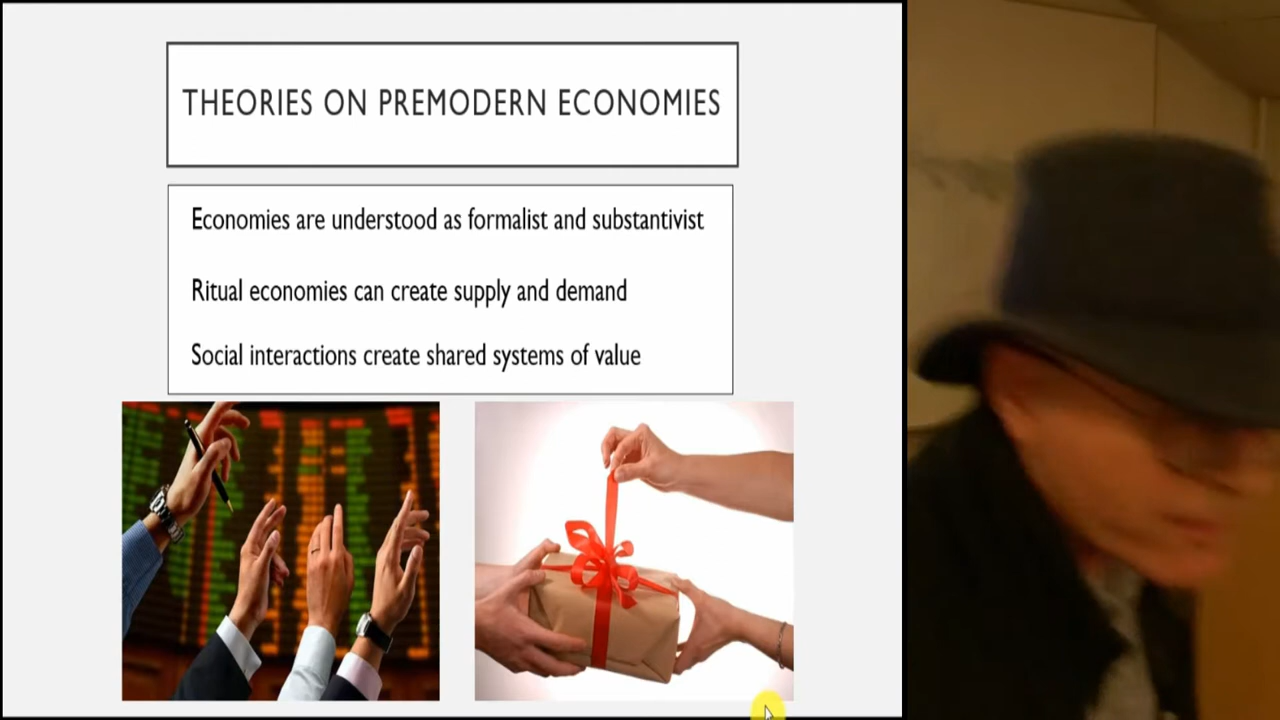 THEORIES ON PREMODERN ECONOMIES
Economies are understood as formalist and substantivist
Ritual economies can create supply and demand
Social interactions create shared systems of value